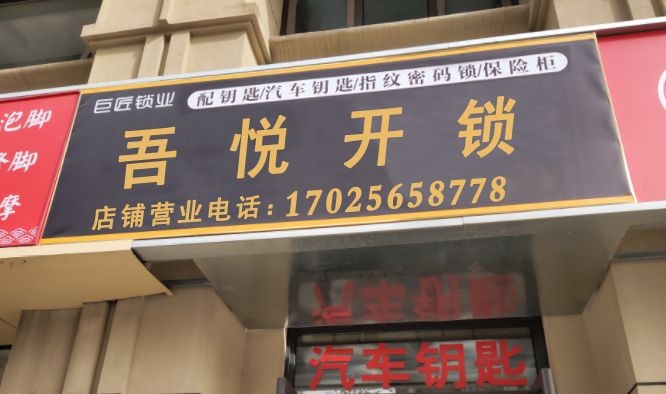 巨匠锁业
配钥匙/汽车钥匙/指纹密码锁/保险柜
吾悦开锁
店铺营业电话:17025658778
泡脚
脚
摩
汽车钥匙